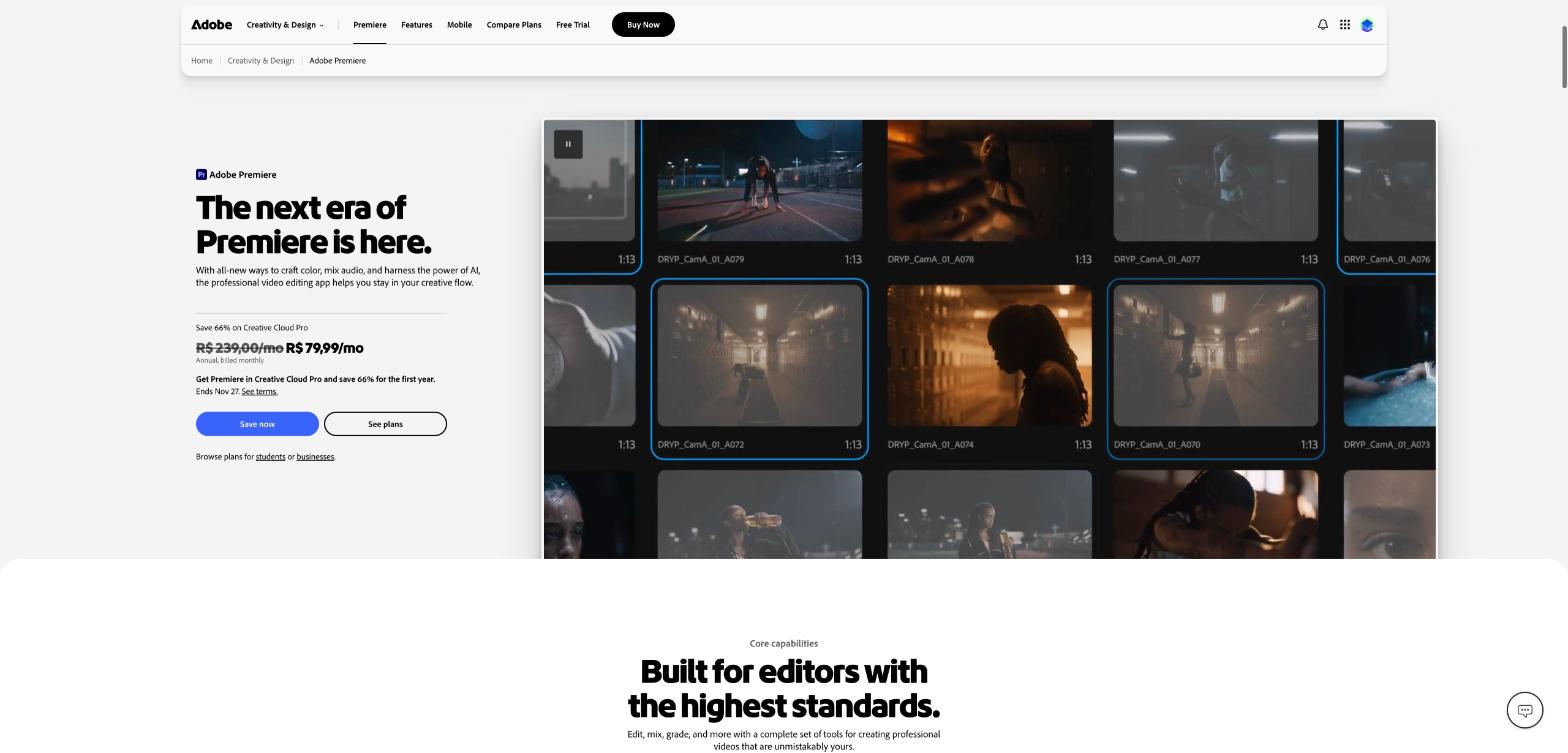 Adobe
Creativity & Design
Premiere
Features
Mobile
Compare Plans
Free Trial
Buy Now
Home
Creativity & Design
Adobe Premiere
Pr Adobe Premiere
The next era of
Premiere is here.
With all-new ways to craft color, mix audio, and harness the power of AI,
the professional video editing app helps you stay in your creative flow.
Save 66% on Creative Cloud Pro
R$ 239,00/mo R$ 79,99/mo
Annual, billed monthly
Get Premiere in Creative Cloud Pro and save 66% for the first year.
Ends Nov 27. See terms.
Save now
See plans
Browse plans for students or businesses.
1:13
DRYP_CamA_01_A079 1:13
DRYP_CamA_01_A078 1:13
DRYP_CamA_01_A077 1:13
DRYP_CamA_01_A076
1:13
DRYP_CamA_01_A072 1:13
DRYP_CamA_01_A074 1:13
DRYP_CamA_01_A070 1:13
DRYP_CamA_01_A073
Core capabilities
Built for editors with
the highest standards.
Edit, mix, grade, and more with a complete set of tools for creating professional
videos that are unmistakably yours.